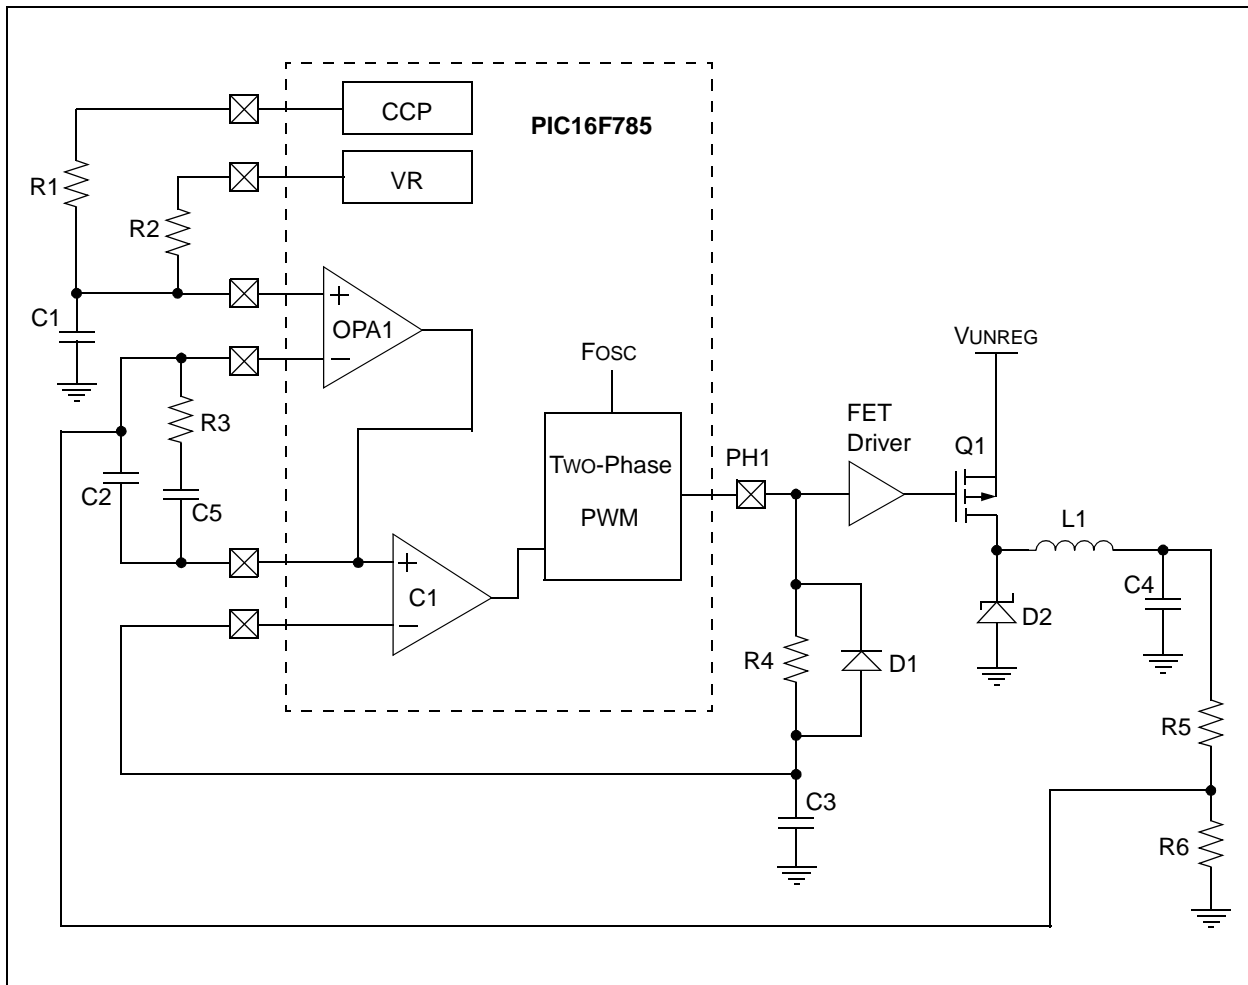 CCP
PIC16F785
VR
R1
R2
+
OPA1
−
C1
R3
C2
C5
FOSC
TWO-Phase
PWM
PH1
FET
Driver
VUNREG
Q1
L1
C4
D2
+
C1
−
R4
D1
C3
R5
R6